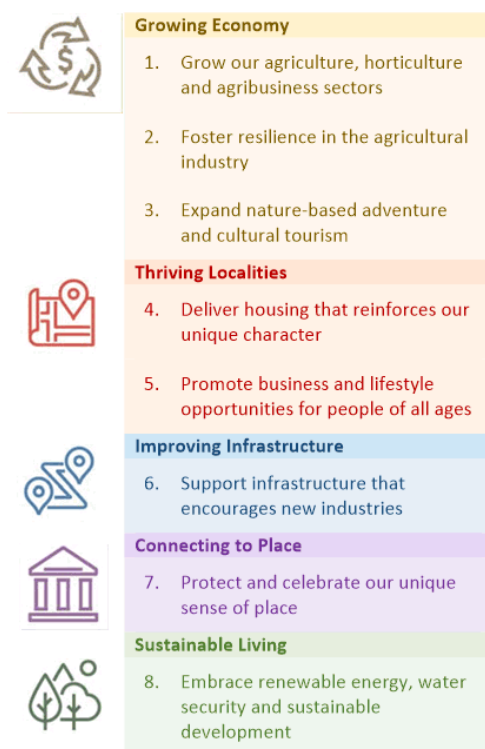 Growing Economy
1. Grow our agriculture, horticulture
and agribusiness sectors
2. Foster resilience in the agricultural
industry
3. Expand nature-based adventure
and cultural tourism
Thriving Localities
4. Deliver housing that reinforces our
unique character
5. Promote business and lifestyle
opportunities for people of all ages
Improving Infrastructure
6. Support infrastructure that
encourages new industries
Connecting to Place
7. Protect and celebrate our unique
sense of place
Sustainable Living
8. Embrace renewable energy, water
security and sustainable
development